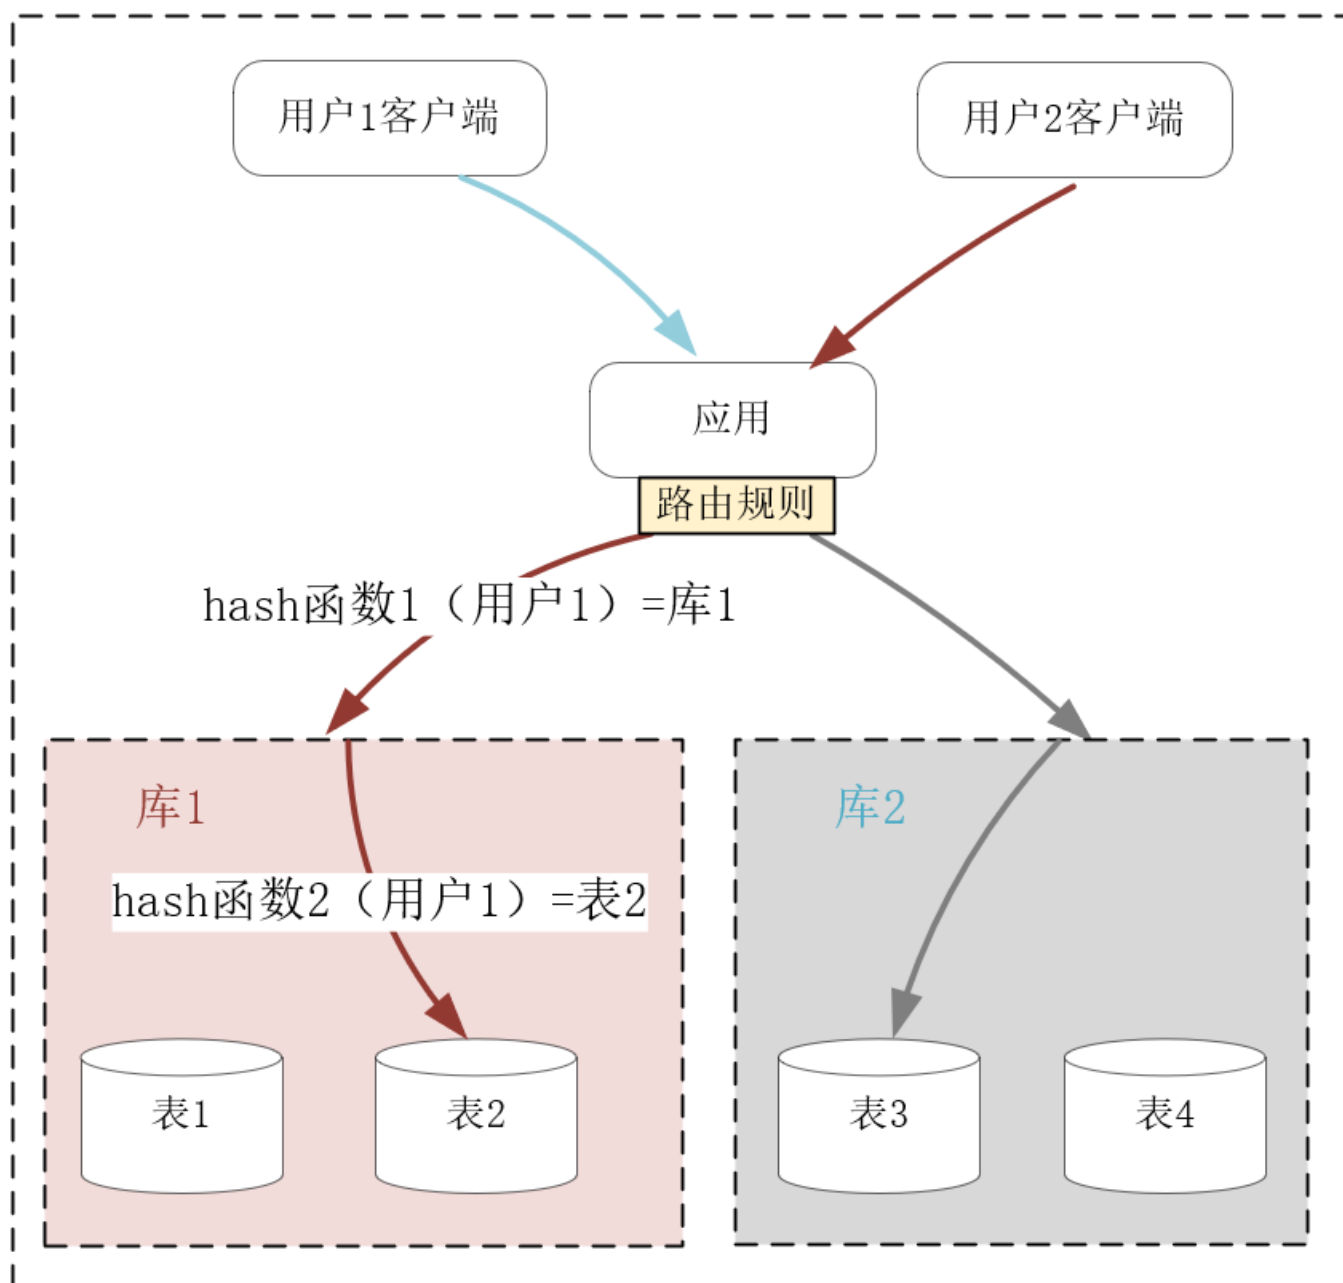 用户1客户端
用户2客户端
应用
路由规则
hash函数1（用户1）=库1
库1
库2
hash函数2（用户1）=表2
表1
表2
表3
表4